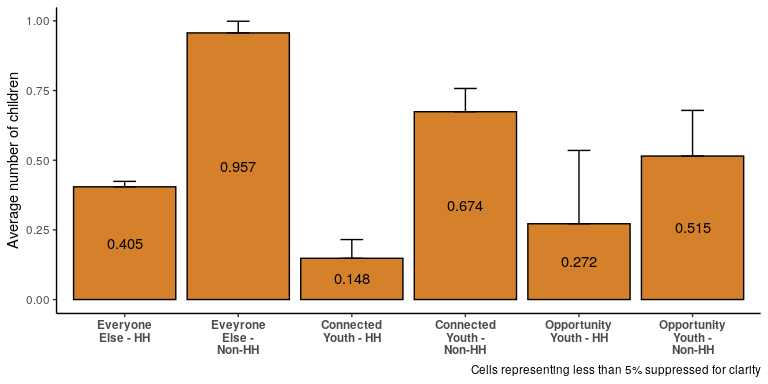 Average number of children
1.00
0.75
0.50
0.25
0.00
0.405
0.957
0.148
0.674
0.272
0.515
Everyone
Else - HH
Eveyrone
Else -
Non-HH
Connected
Youth - HH
Connected
Youth -
Non-HH
Opportunity
Youth - HH
Opportunity
Youth -
Non-HH
Cells representing less than 5% suppressed for clarity